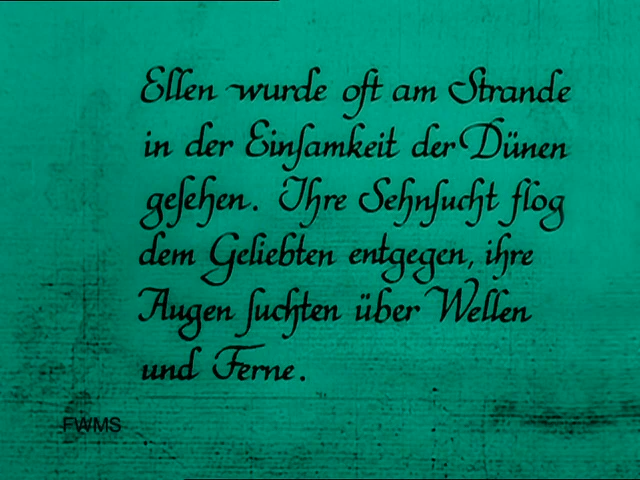 Ellen wurde oft am Strande
in der Einſamkeit der Dünen
geſehen. Ihre Sehnſucht flog
dem Geliebten entgegen, ihre
Augen ſuchten über Wellen
und Ferne.
FWMS